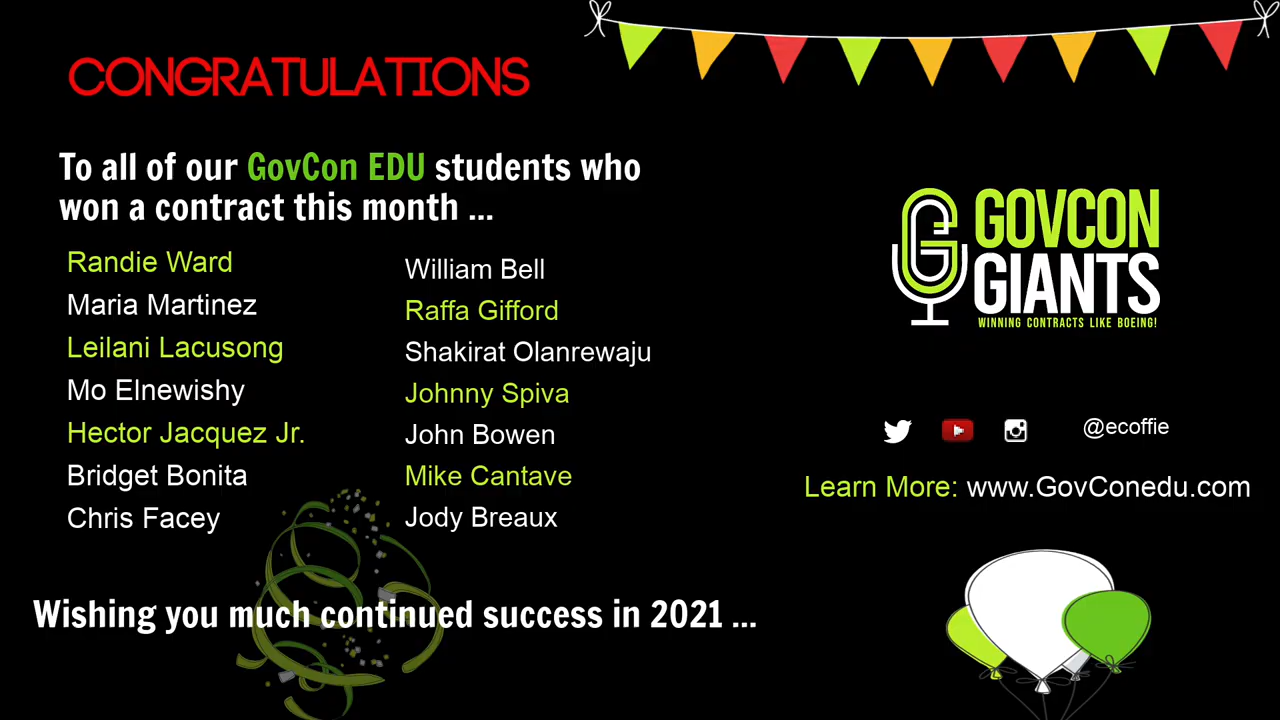 CONGRATULATIONS
To all of our GovCon EDU students who
won a contract this month ...
Randie Ward
Maria Martinez
Leilani Lacusong
Mo Elnewishy
Hector Jacquez Jr.
Bridget Bonita
Chris Facey
William Bell
Raffa Gifford
Shakirat Olanrewaju
Johnny Spiva
John Bowen
Mike Cantave
Jody Breaux
Wishing you much continued success in 2021 ...
GOVCON
GIANTS
WINNING CONTRACTS LIKE BOEING!
@ecoffie
Learn More: www.GovConedu.com